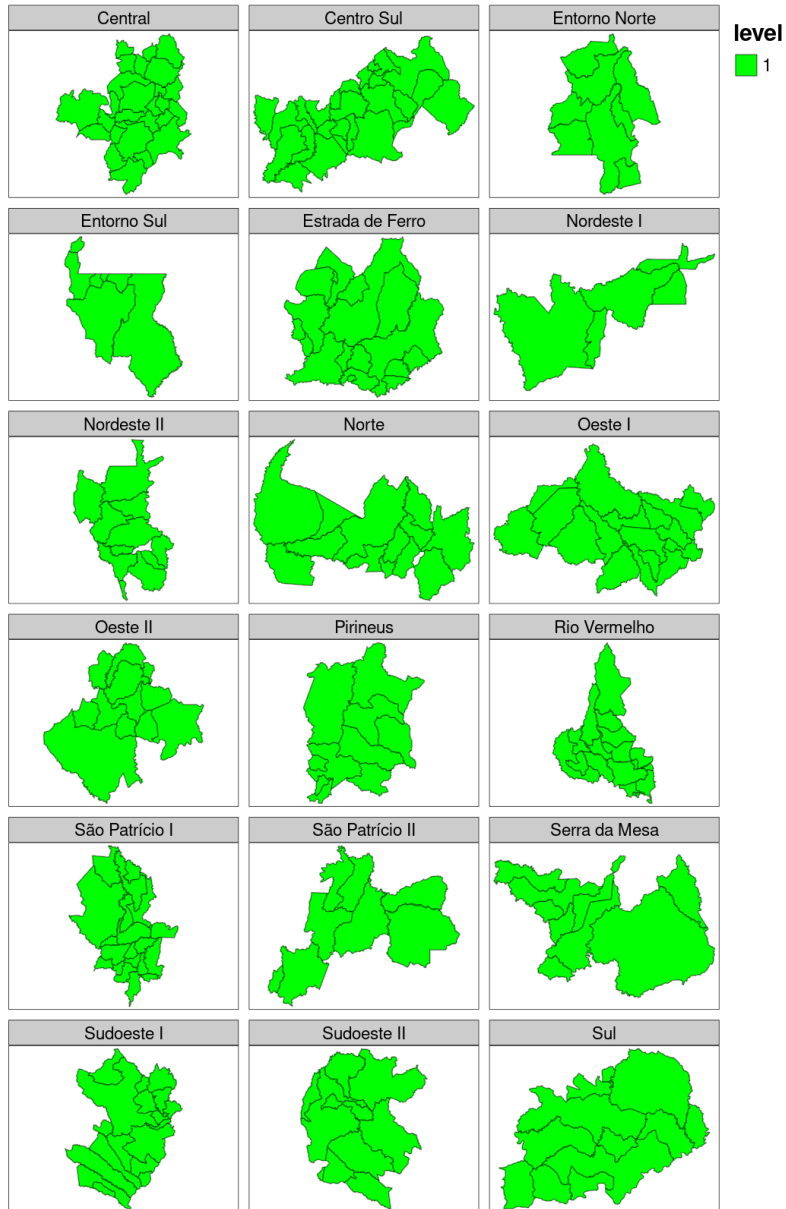 Central
Centro Sul
Entorno Norte
level
1
Entorno Sul
Estrada de Ferro
Nordeste I
Nordeste II
Norte
Oeste I
Oeste II
Pirineus
Rio Vermelho
São Patrício I
São Patrício II
Serra da Mesa
Sudoeste I
Sudoeste II
Sul